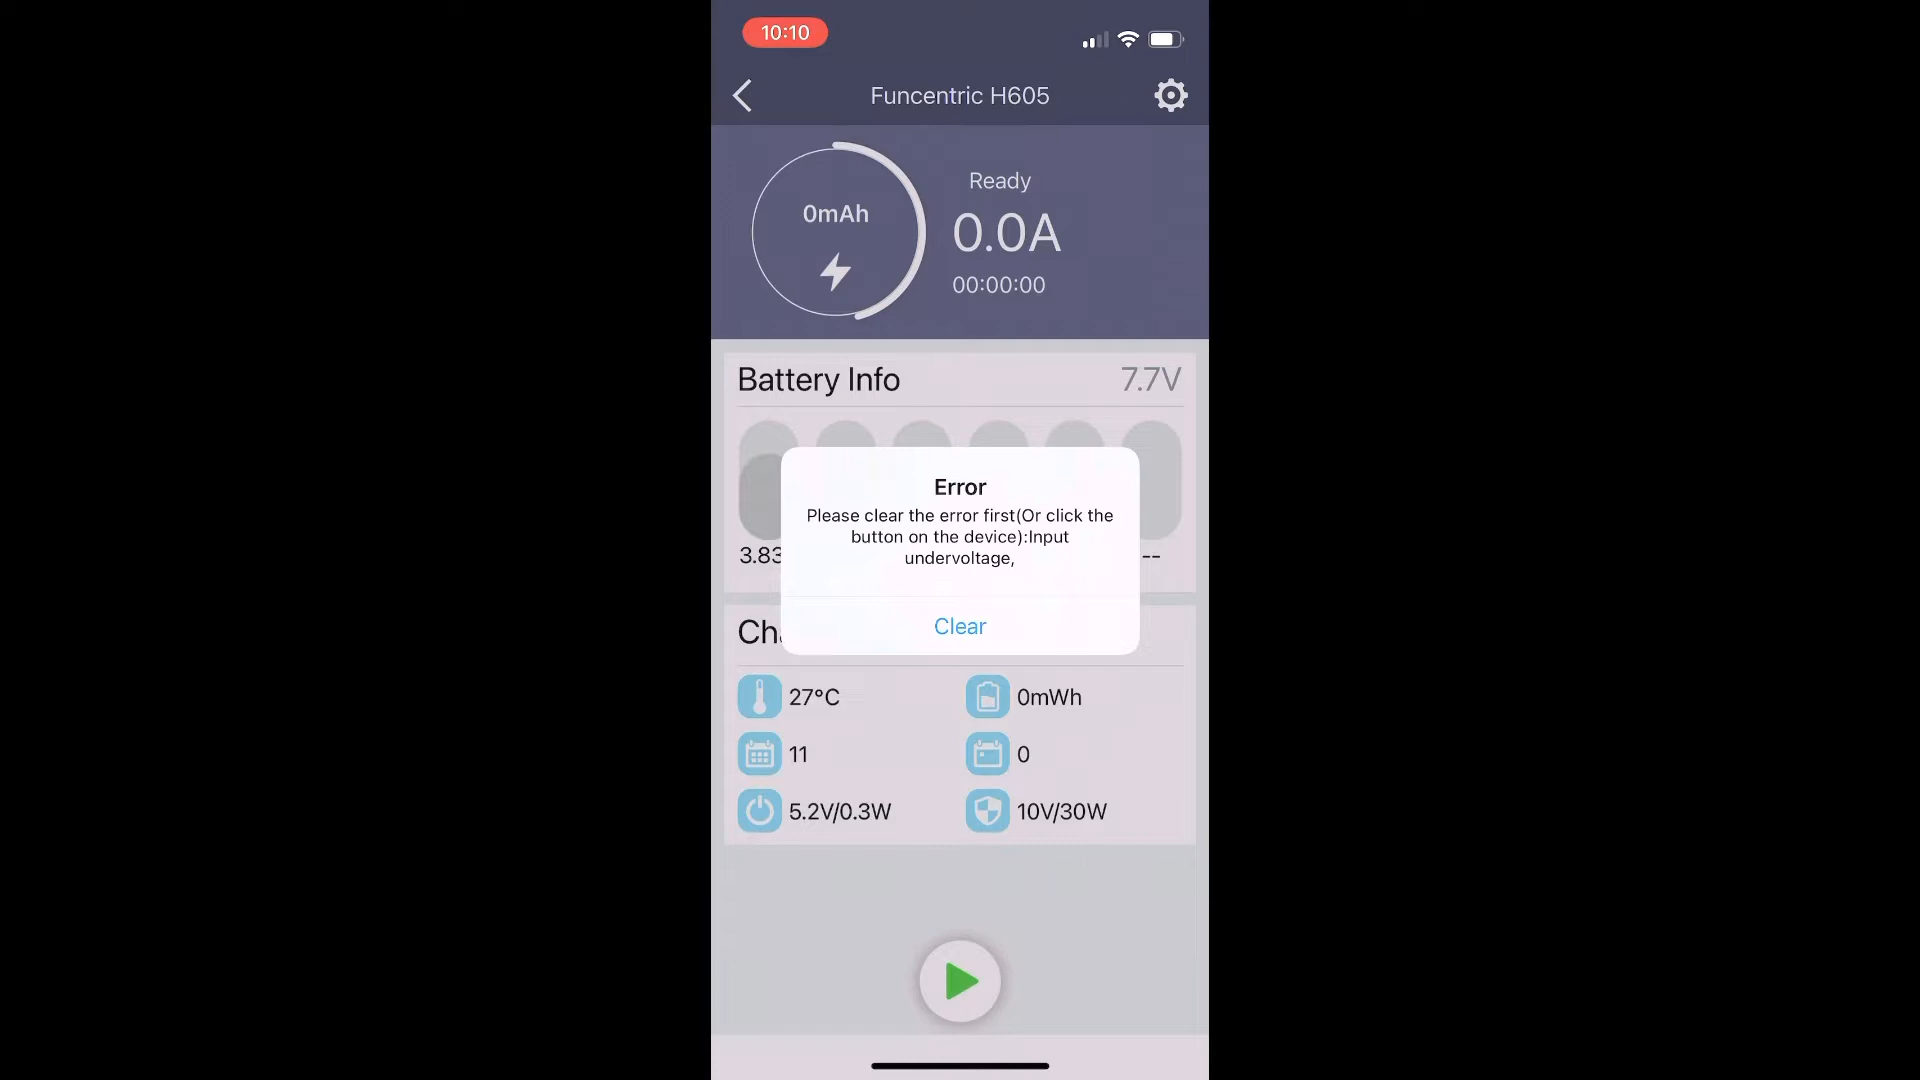 10:10
Funcentric H605
Ready
0mAh
0.0A
00:00:00
Battery Info 7.7V
Error
Please clear the error first(Or click the
button on the device):Input
undervoltage,
3.83
--
Clear
27°C 0mWh
11 0
5.2V/0.3W 10V/30W